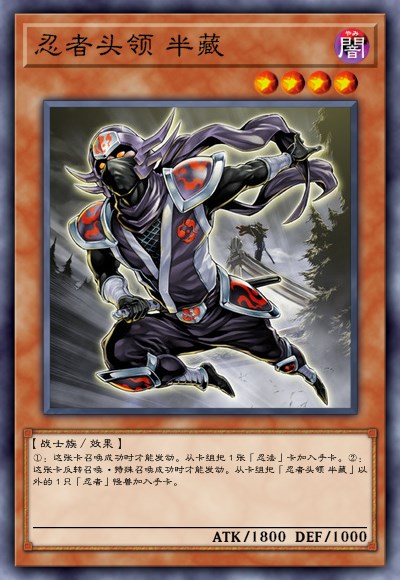 忍者头领 半藏
やみ
闇
【战士族／效果】
①：这张卡召唤成功时才能发动。从卡组把1张「忍法」卡加入手卡。②：
这张卡反转召唤·特殊召唤成功时才能发动。从卡组把「忍者头领 半藏」以
外的1只「忍者」怪兽加入手卡。
ATK/1800 DEF/1000